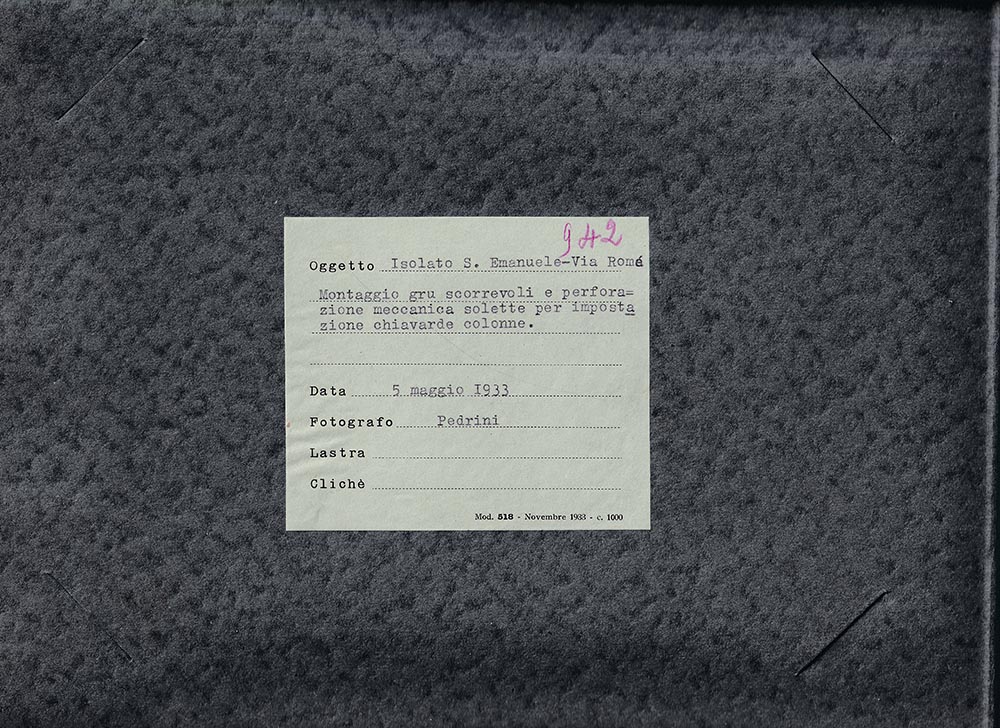 942
Oggetto Isolato S. Emanuele-Via Roma
Montaggio gru scorrevoli e perfora=
zione meccanica solette per imposta
zione chiavarde colonne.
Data 5 maggio I933
Fotografo Pedrini
Lastra
Clichè
Mod. 518 - Novembre 1933 - c. 1000